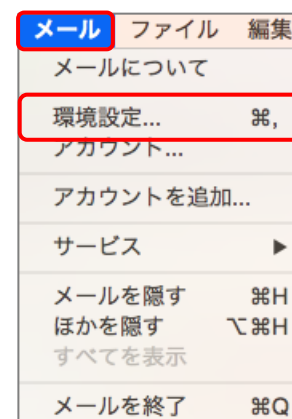 メール ファイル 編集
メールについて
環境設定... ⌘,
アカウント...
アカウントを追加...
サービス ▶
メールを隠す ⌘H
ほかを隠す ⌥⌘H
すべてを表示
メールを終了 ⌘Q